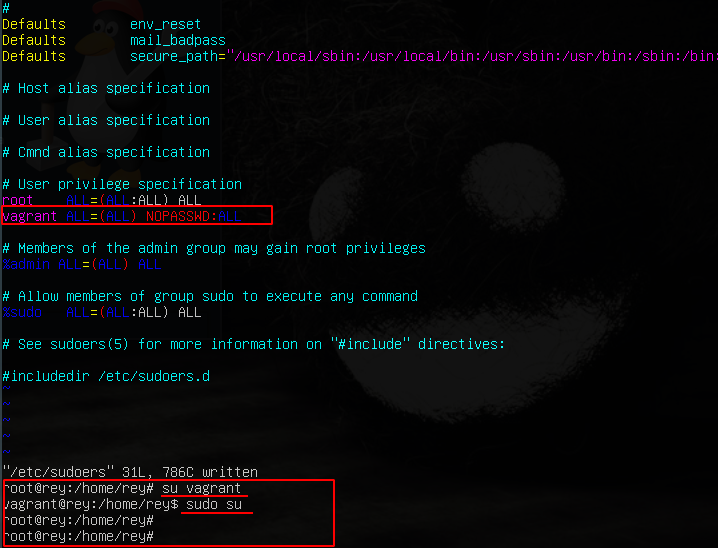 #
Defaults env_reset
Defaults mail_badpass
Defaults secure_path="/usr/local/sbin:/usr/local/bin:/usr/sbin:/usr/bin:/sbin:/bin:
# Host alias specification
# User alias specification
# Cmnd alias specification
# User privilege specification
root ALL=(ALL:ALL) ALL
vagrant ALL=(ALL) NOPASSWD:ALL
# Members of the admin group may gain root privileges
%admin ALL=(ALL) ALL
# Allow members of group sudo to execute any command
%sudo ALL=(ALL:ALL) ALL
# See sudoers(5) for more information on "#include" directives:
#includedir /etc/sudoers.d
~
~
~
~
~
"/etc/sudoers" 31L, 786C written
root@rey:/home/rey# su vagrant
vagrant@rey:/home/rey$ sudo su
root@rey:/home/rey#
root@rey:/home/rey#